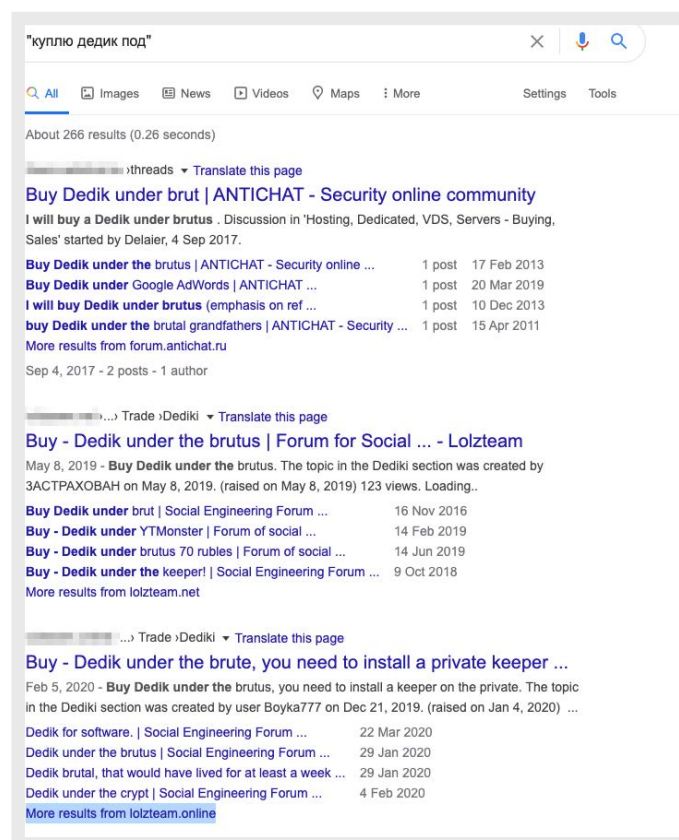 "куплю дедик под"
All Images News Videos Maps More Settings Tools
About 266 results (0.26 seconds)
›threads Translate this page
Buy Dedik under brut | ANTICHAT - Security online community
I will buy a Dedik under brutus . Discussion in 'Hosting, Dedicated, VDS, Servers - Buying,
Sales' started by Delaier, 4 Sep 2017.
Buy Dedik under the brutus | ANTICHAT - Security online ... 1 post 17 Feb 2013
Buy Dedik under Google AdWords | ANTICHAT ... 1 post 20 Mar 2019
I will buy Dedik under brutus (emphasis on ref ... 1 post 10 Dec 2013
buy Dedik under the brutal grandfathers | ANTICHAT - Security ... 1 post 15 Apr 2011
More results from forum.antichat.ru
Sep 4, 2017 - 2 posts - 1 author
...› Trade ›Dediki Translate this page
Buy - Dedik under the brutus | Forum for Social ... - Lolzteam
May 8, 2019 - Buy Dedik under the brutus. The topic in the Dediki section was created by
3ACTPAXOBAH on May 8, 2019. (raised on May 8, 2019) 123 views. Loading..
Buy Dedik under brut | Social Engineering Forum ... 16 Nov 2016
Buy - Dedik under YTMonster | Forum of social ... 14 Feb 2019
Buy - Dedik under brutus 70 rubles | Forum of social ... 14 Jun 2019
Buy - Dedik under the keeper! | Social Engineering Forum ... 9 Oct 2018
More results from lolzteam.net
...› Trade ›Dediki Translate this page
Buy - Dedik under the brute, you need to install a private keeper ...
Feb 5, 2020 - Buy Dedik under the brutus, you need to install a keeper on the private. The topic
in the Dediki section was created by user Boyka777 on Dec 21, 2019. (raised on Jan 4, 2020) ...
Dedik for software. | Social Engineering Forum ... 22 Mar 2020
Dedik under the brutus | Social Engineering Forum ... 29 Jan 2020
Dedik brutal, that would have lived for at least a week ... 29 Jan 2020
Dedik under the crypt | Social Engineering Forum ... 4 Feb 2020
More results from lolzteam.online